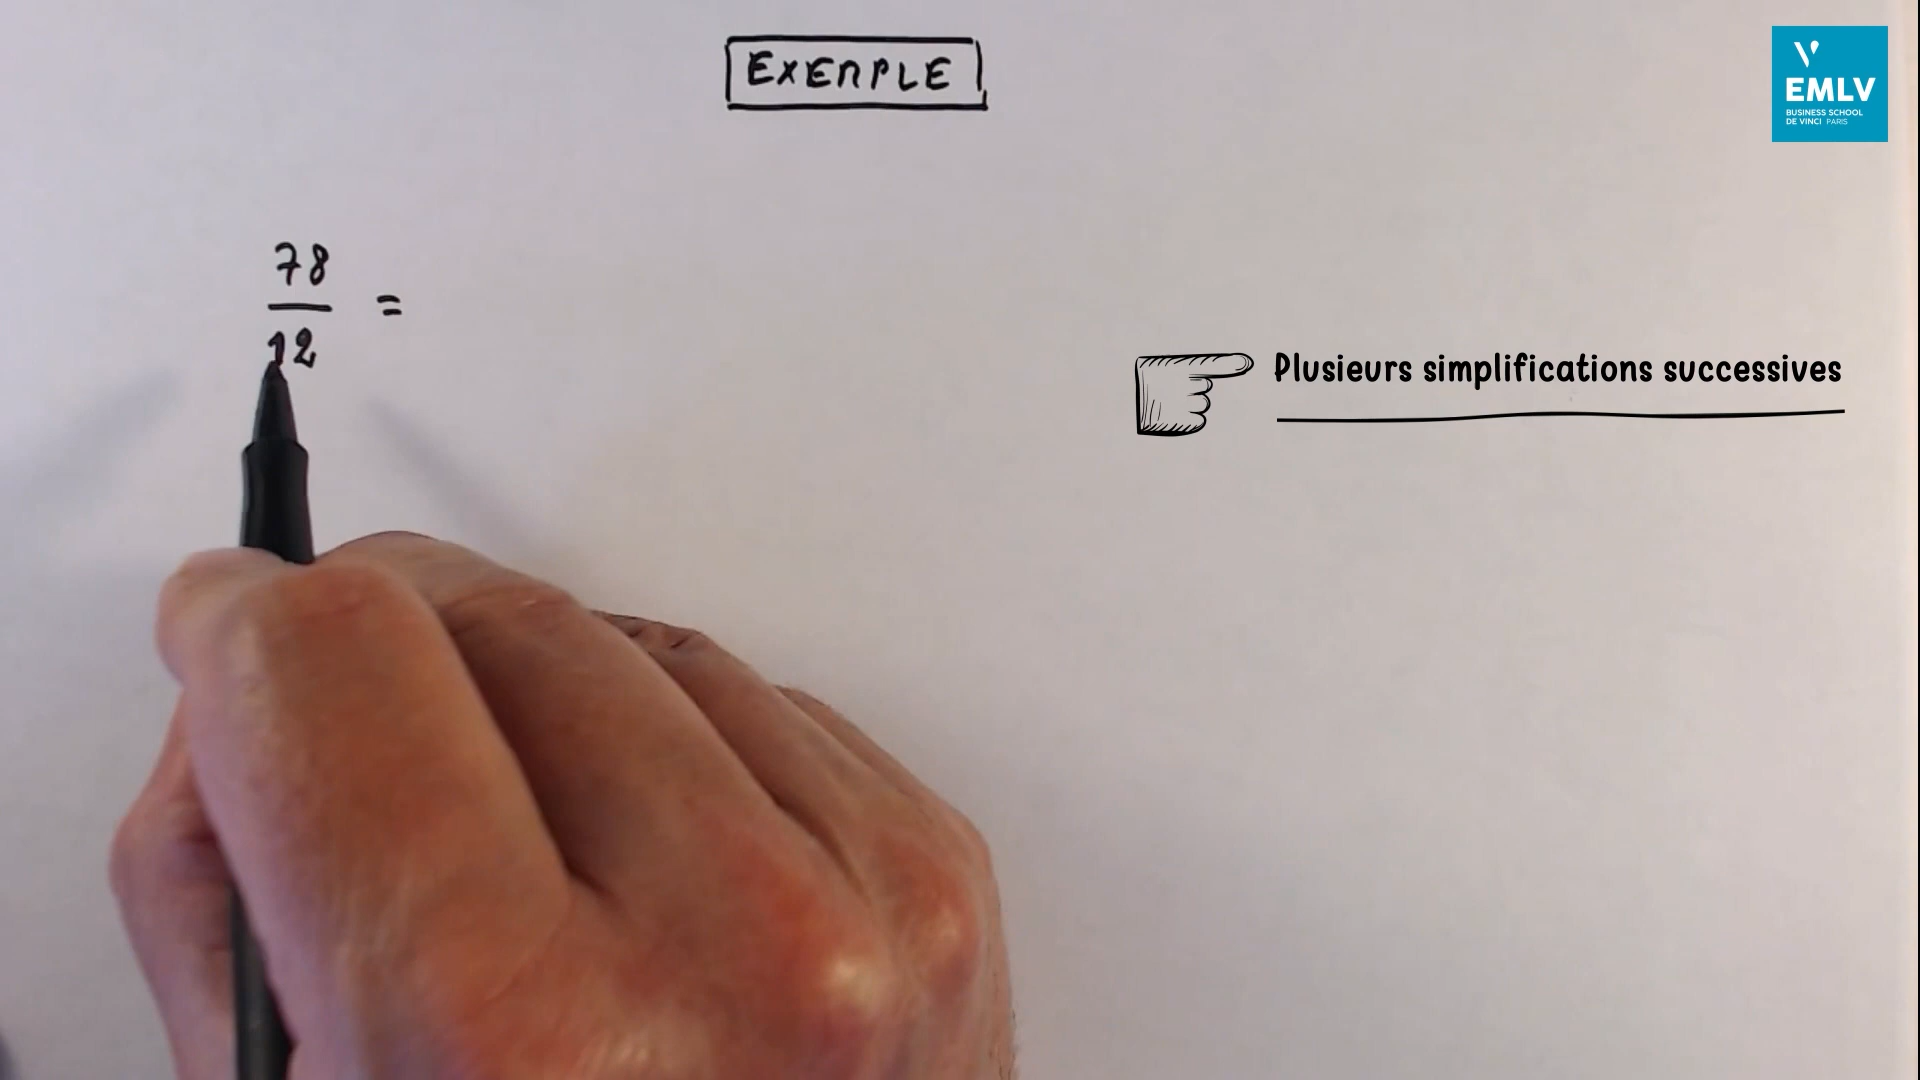 EXEMPLE
EMLV
BUSINESS SCHOOL
DE VINCI PARIS
78
12
=
Plusieurs simplifications successives